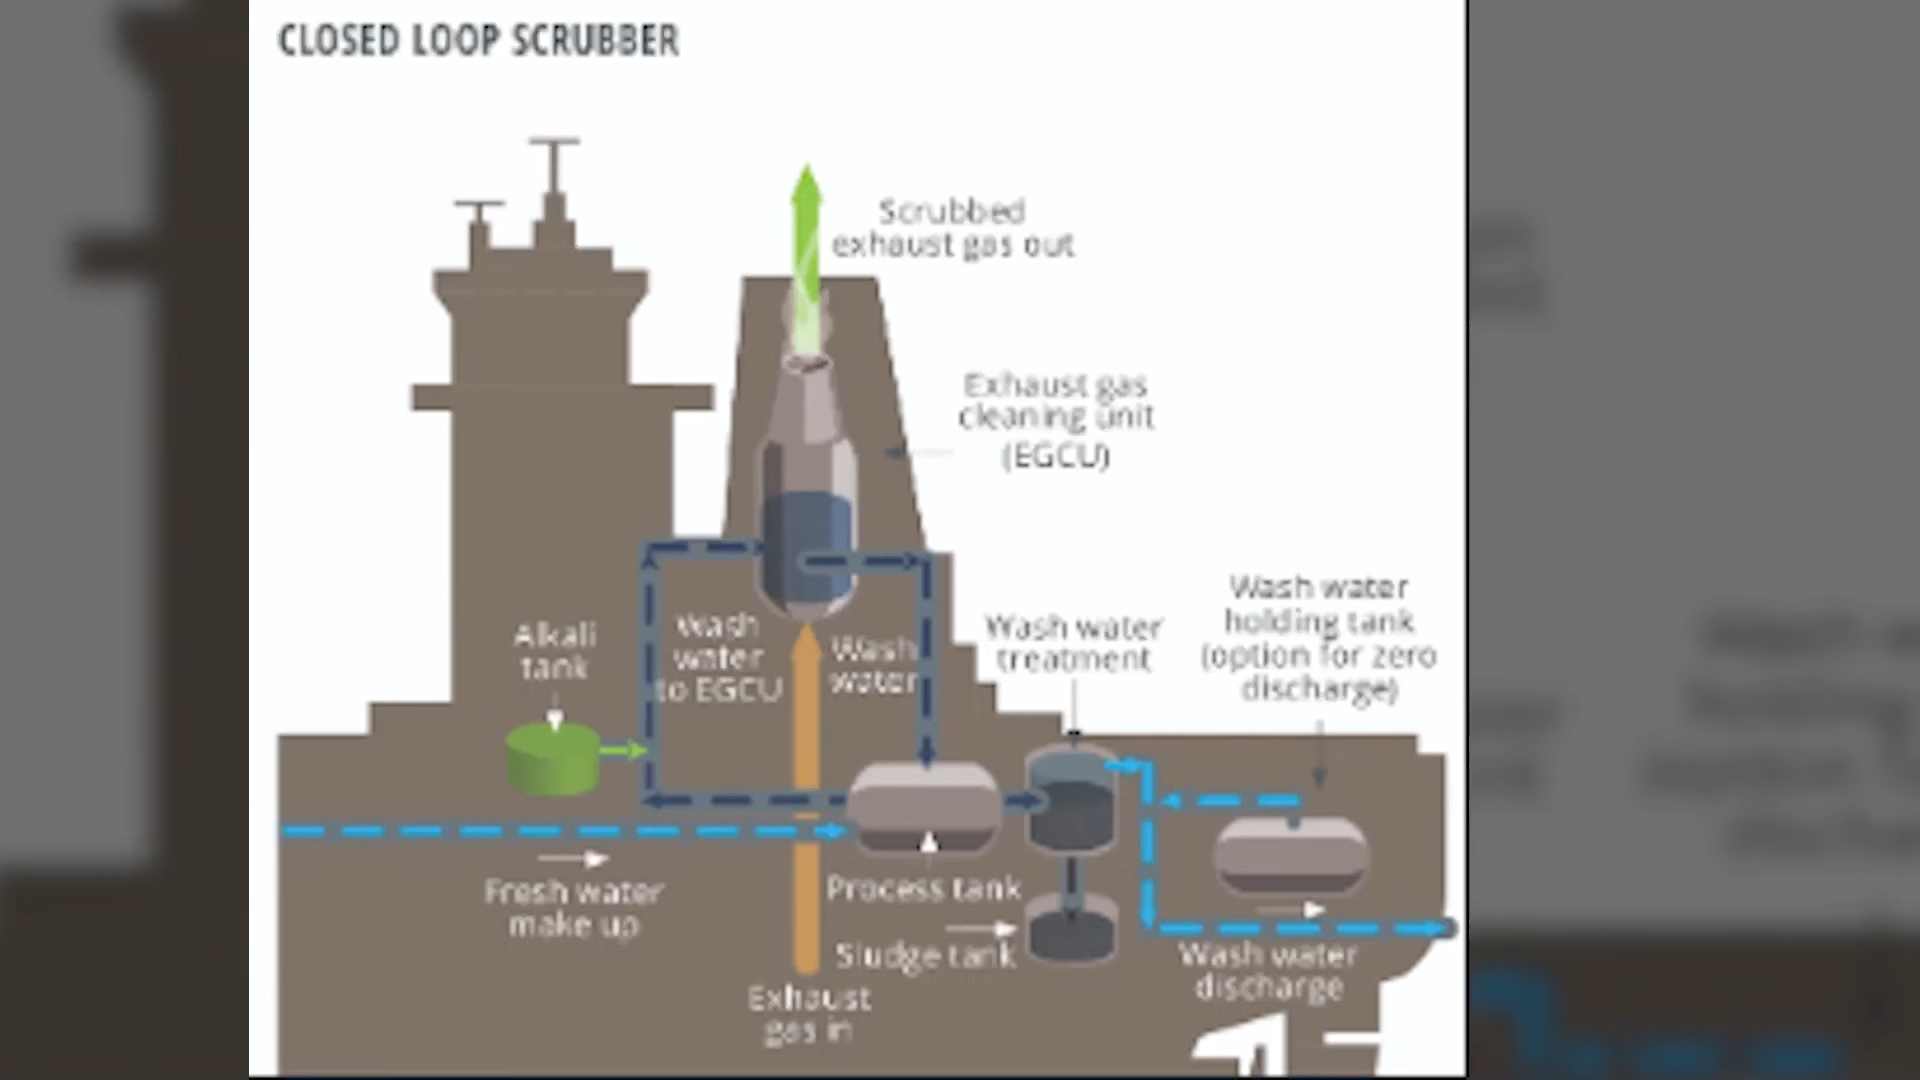 CLOSED LOOP SCRUBBER
Scrubbed
exhaust gas out
Exhaust gas
cleaning unit
(EGCU)
Alkali
tank
Wash
water
to EGCU
Wash
water
Wash water
treatment
Wash water
holding tank
(option for zero
discharge)
Fresh water
make up
Process tank
Sludge tank
Exhaust
gas in
Wash water
discharge